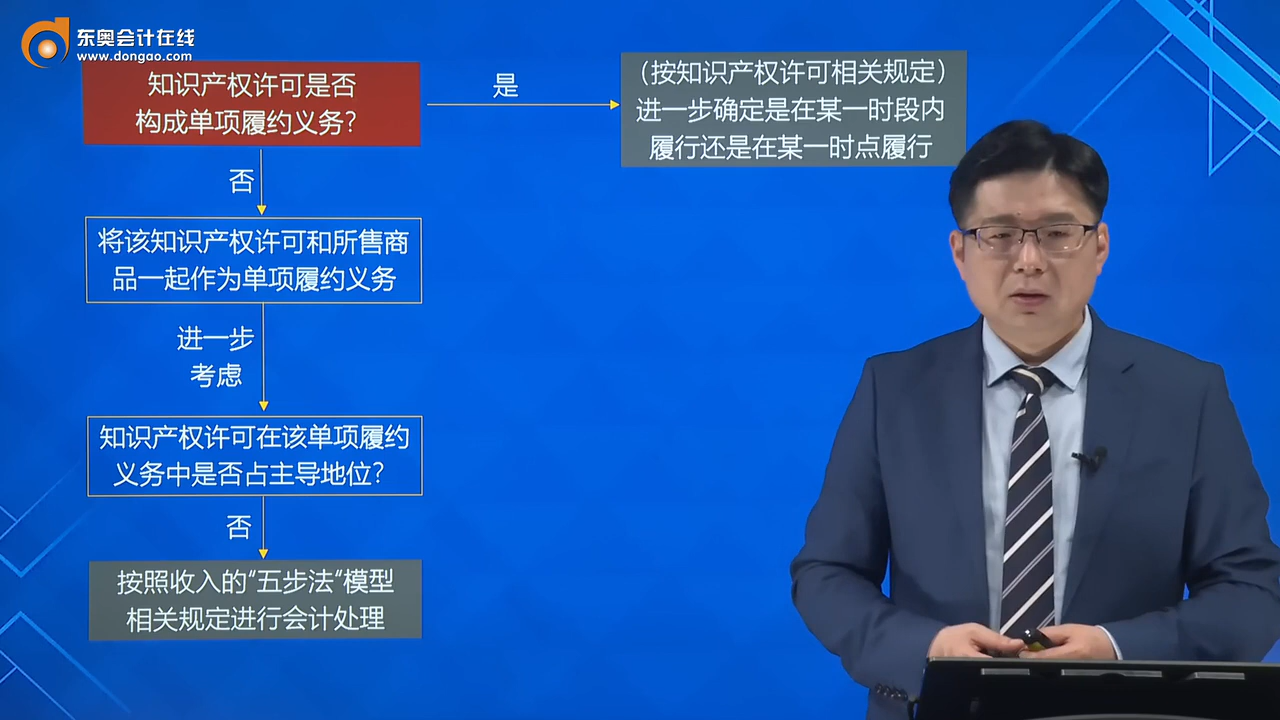 东奥会计在线
www.dongao.com
知识产权许可是否
构成单项履约义务?
是
(按知识产权许可相关规定)
进一步确定是在某一时段内
履行还是在某一时点履行
否
将该知识产权许可和所售商
品一起作为单项履约义务
进一步
考虑
知识产权许可在该单项履约
义务中是否占主导地位?
否
按照收入的“五步法“模型
相关规定进行会计处理